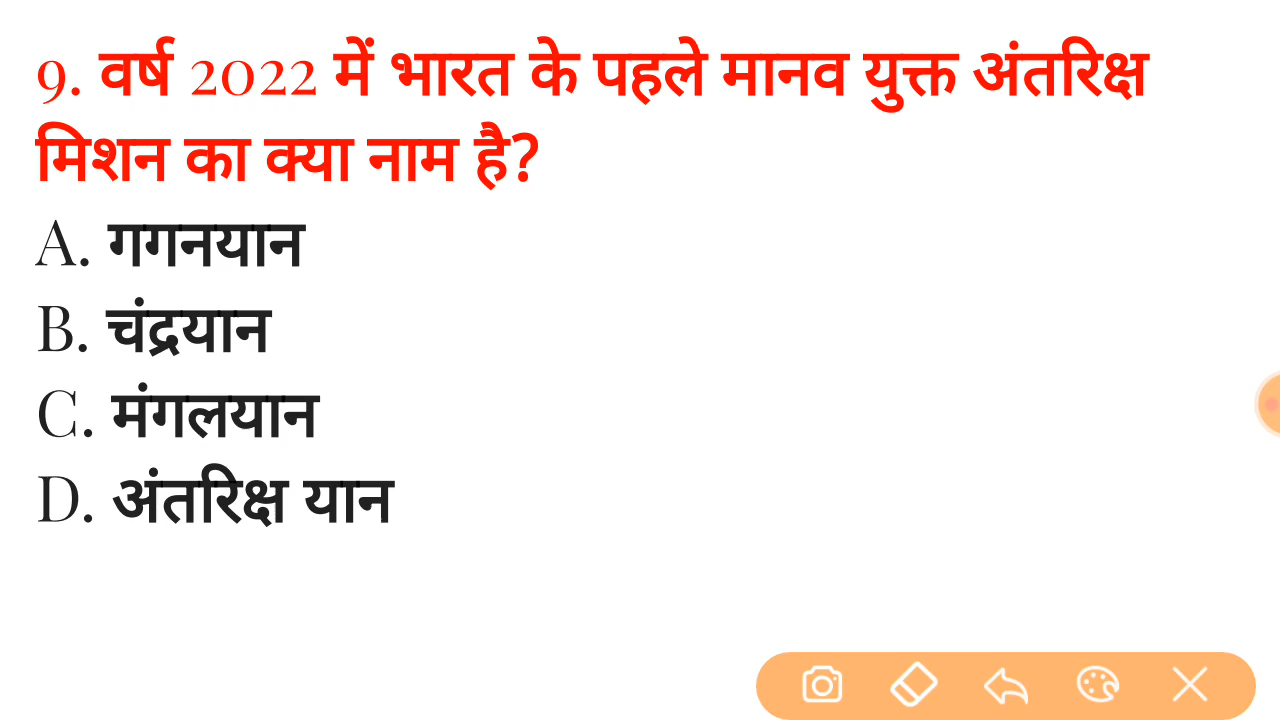 9. वर्ष 2022 में भारत के पहले मानव युक्त अंतरिक्ष
मिशन का क्या नाम है?
A. गगनयान
B. चंद्रयान
C. मंगलयान
D. अंतरिक्ष यान